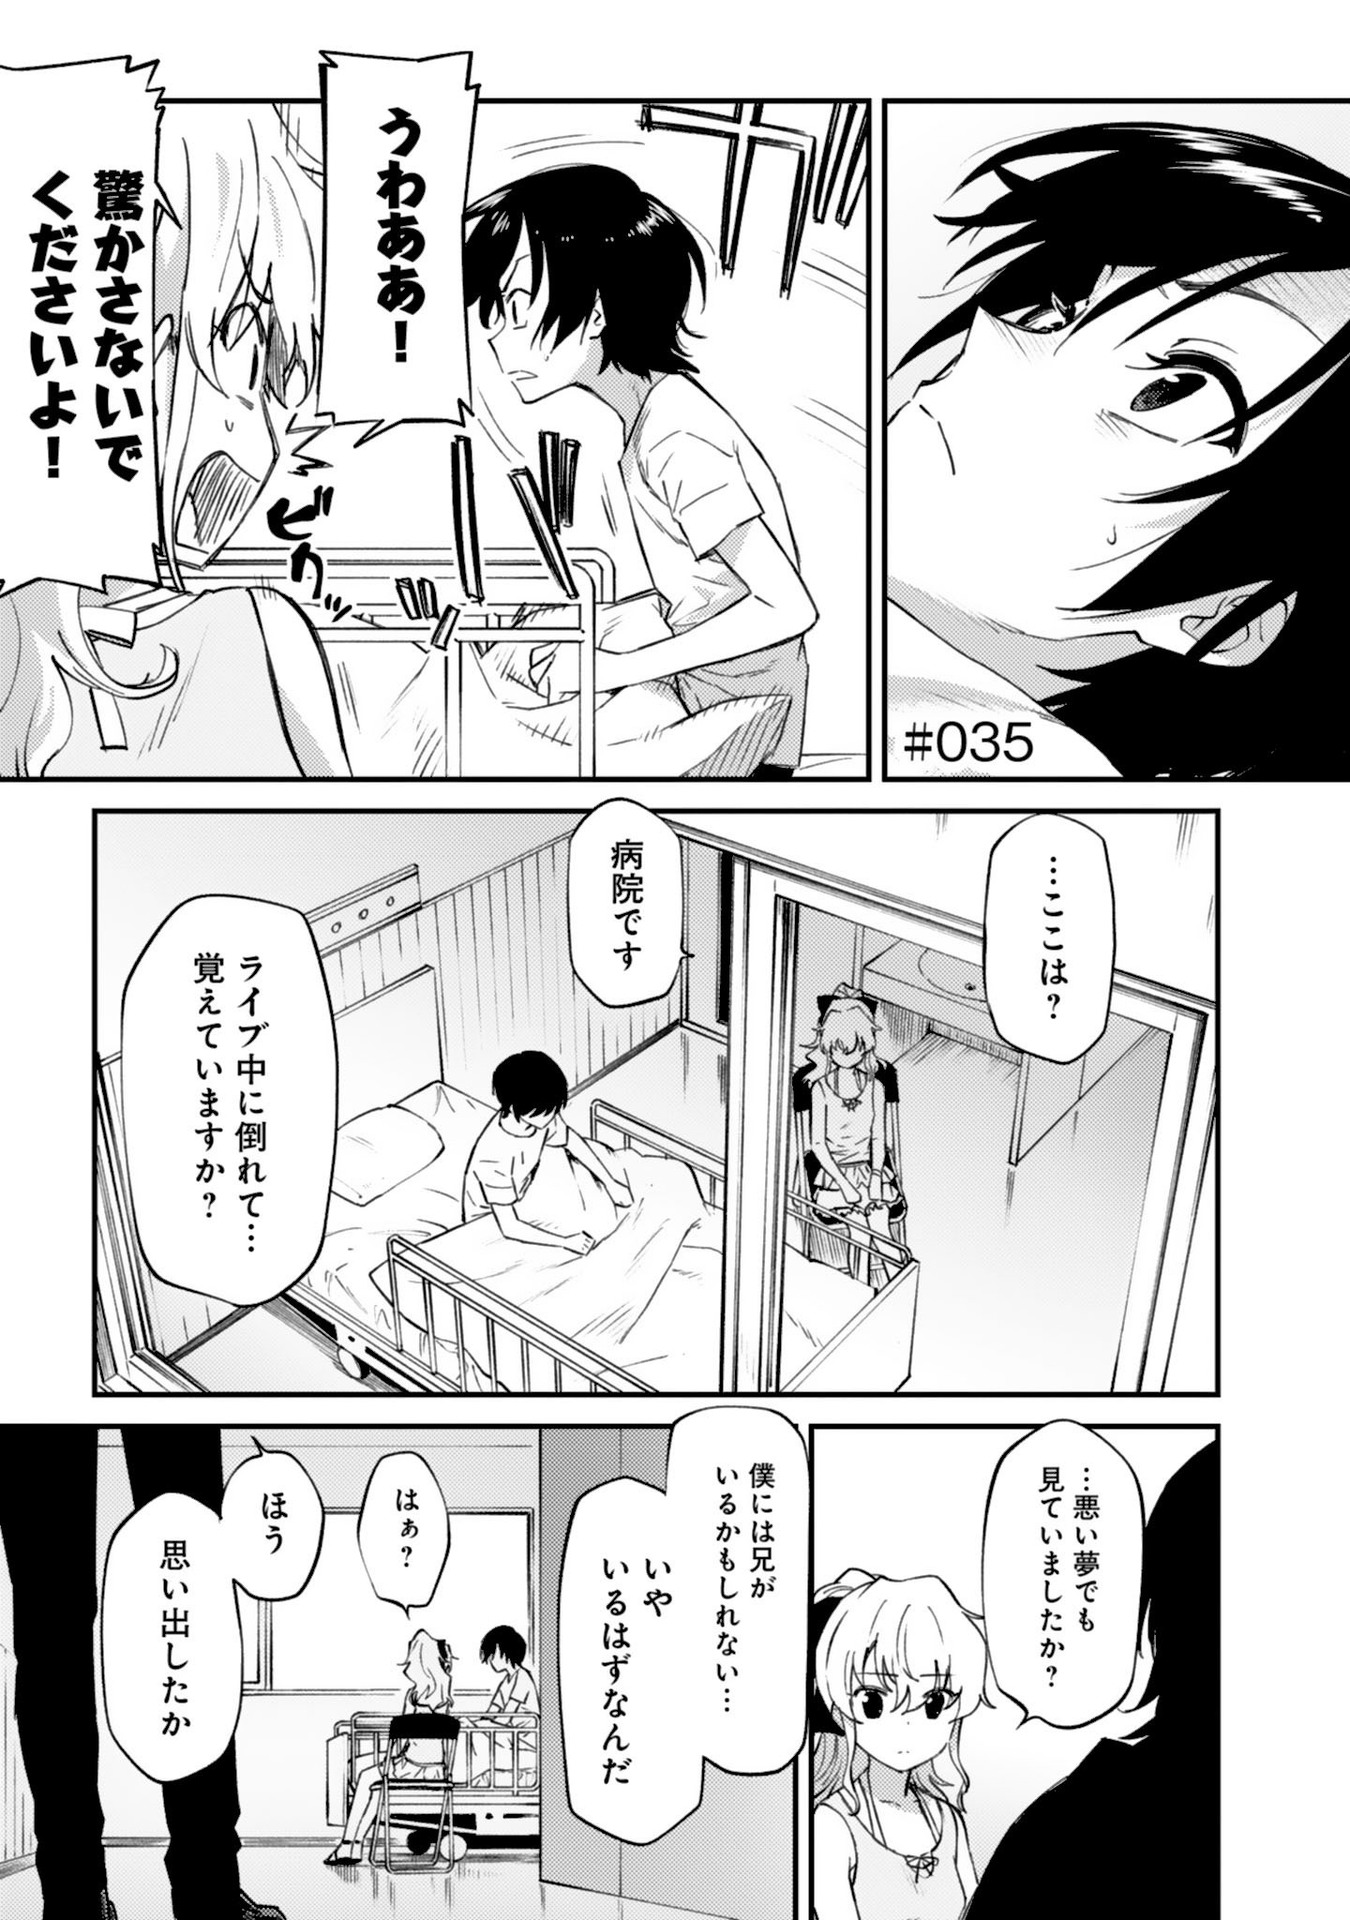 #035
うわああ!
ビクッ
驚かさないで
くださいよ!
…ここは?
病院です
ライブ中に倒れて…
覚えていますか?
…悪い夢でも
見ていましたか?
僕には兄が
いるかもしれない…
いや
いるはずなんだ
はぁ?
ほう
思い出したか